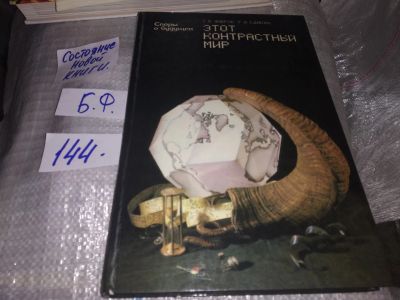 Состояние
новой
книги.
Б.Ф.
144.
Споры
о будущем
ЭТОТ
КОНТРАСТНЫЙ
МИР